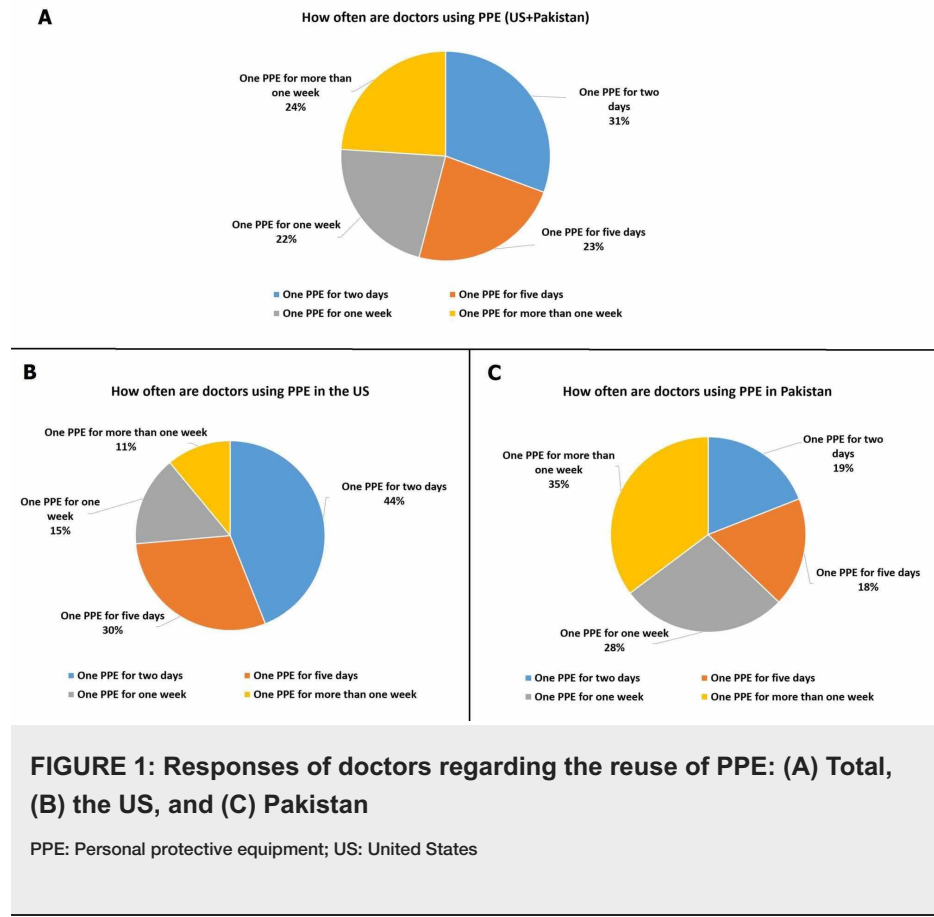 A
How often are doctors using PPE (US+Pakistan)
One PPE for more than
one week
24%
One PPE for two
days
31%
One PPE for one week
22%
One PPE for five days
23%
One PPE for two days
One PPE for five days
One PPE for one week
One PPE for more than one week
B
How often are doctors using PPE in the US
One PPE for more than one week
11%
One PPE for two days
44%
One PPE for one
week
15%
One PPE for five days
30%
One PPE for two days
One PPE for five days
One PPE for one week
One PPE for more than one week
C
How often are doctors using PPE in Pakistan
One PPE for two
days
19%
One PPE for more than
one week
35%
One PPE for five days
18%
One PPE for one week
28%
One PPE for two days
One PPE for five days
One PPE for one week
One PPE for more than one week
FIGURE 1: Responses of doctors regarding the reuse of PPE: (A) Total,
(B) the US, and (C) Pakistan
PPE: Personal protective equipment; US: United States